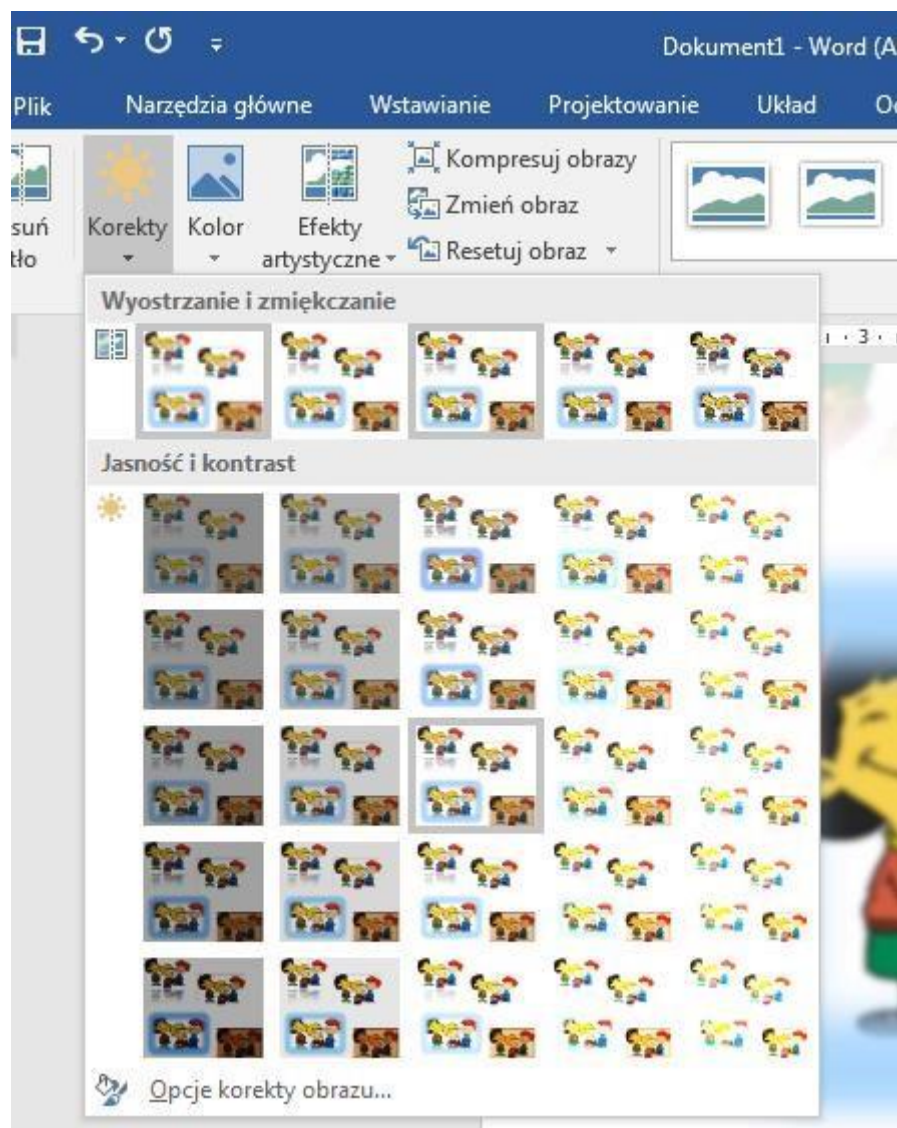 Dokument1 - Word (A
Plik Narzędzia główne Wstawianie Projektowanie Układ
suń tło
Korekty
Kolor
Efekty artystyczne
Kompresuj obrazy
Zmień obraz
Resetuj obraz
Wyostrzanie i zmiękczanie
3
Jasność i kontrast
Opcje korekty obrazu...